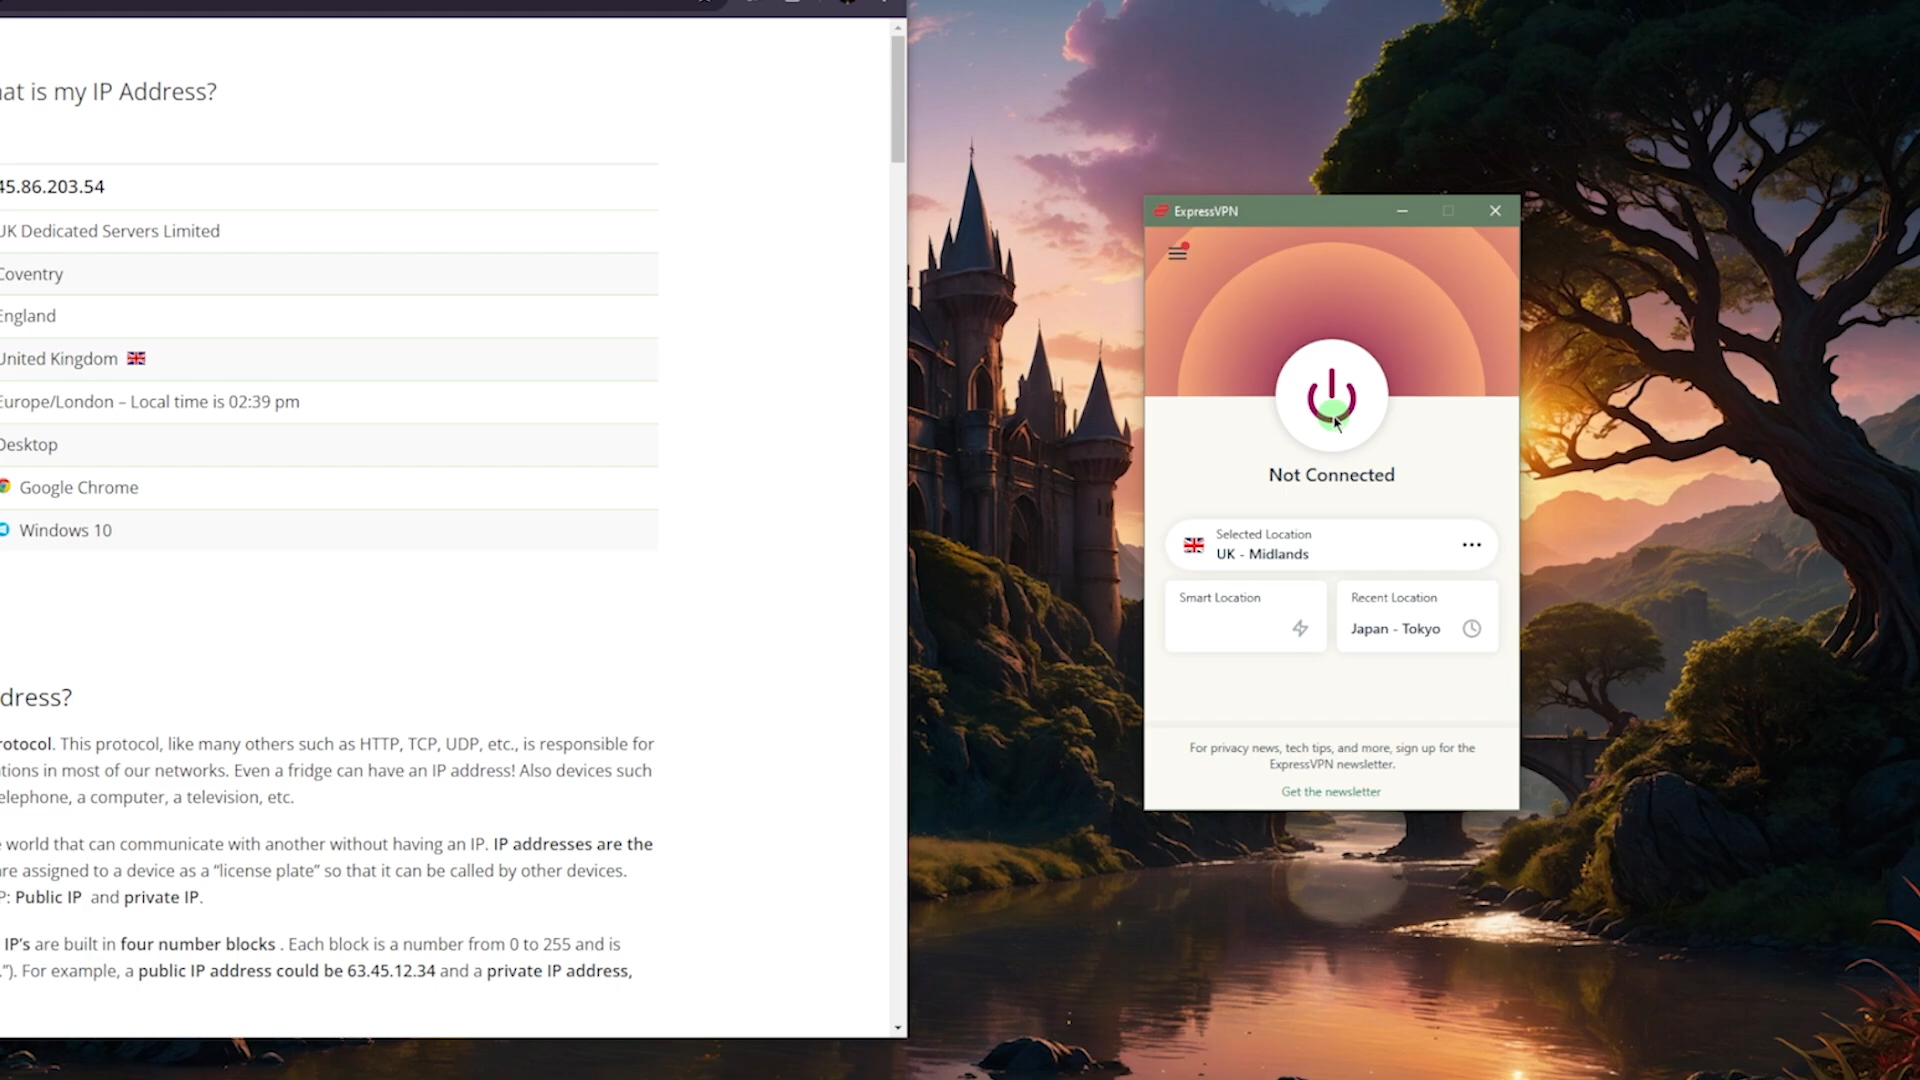 at is my IP Address?
45.86.203.54
UK Dedicated Servers Limited
Coventry
England
United Kingdom
Europe/London – Local time is 02:39 pm
Desktop
Google Chrome
Windows 10
dress?
rotocol. This protocol, like many others such as HTTP, TCP, UDP, etc., is responsible for
tions in most of our networks. Even a fridge can have an IP address! Also devices such
elephone, a computer, a television, etc.
e world that can communicate with another without having an IP. IP addresses are the
re assigned to a device as a “license plate” so that it can be called by other devices.
P: Public IP and private IP.
IP’s are built in four number blocks . Each block is a number from 0 to 255 and is
.”). For example, a public IP address could be 63.45.12.34 and a private IP address,
ExpressVPN
Not Connected
Selected Location
UK - Midlands
Smart Location
Recent Location
Japan - Tokyo
For privacy news, tech tips, and more, sign up for the
ExpressVPN newsletter.
Get the newsletter